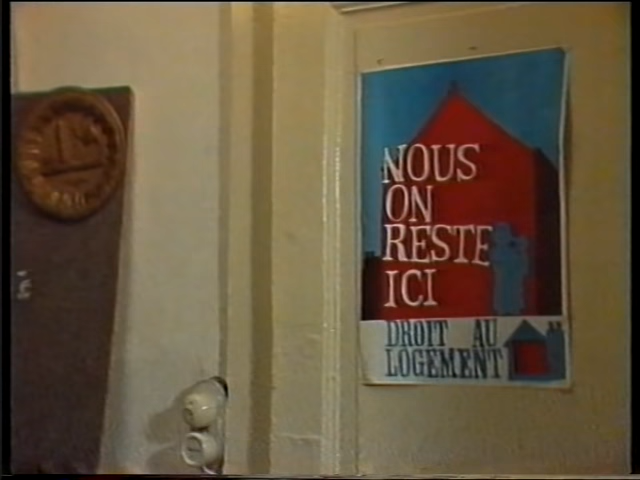 NOUS
ON
RESTE
ICI
DROIT AU
LOGEMENT